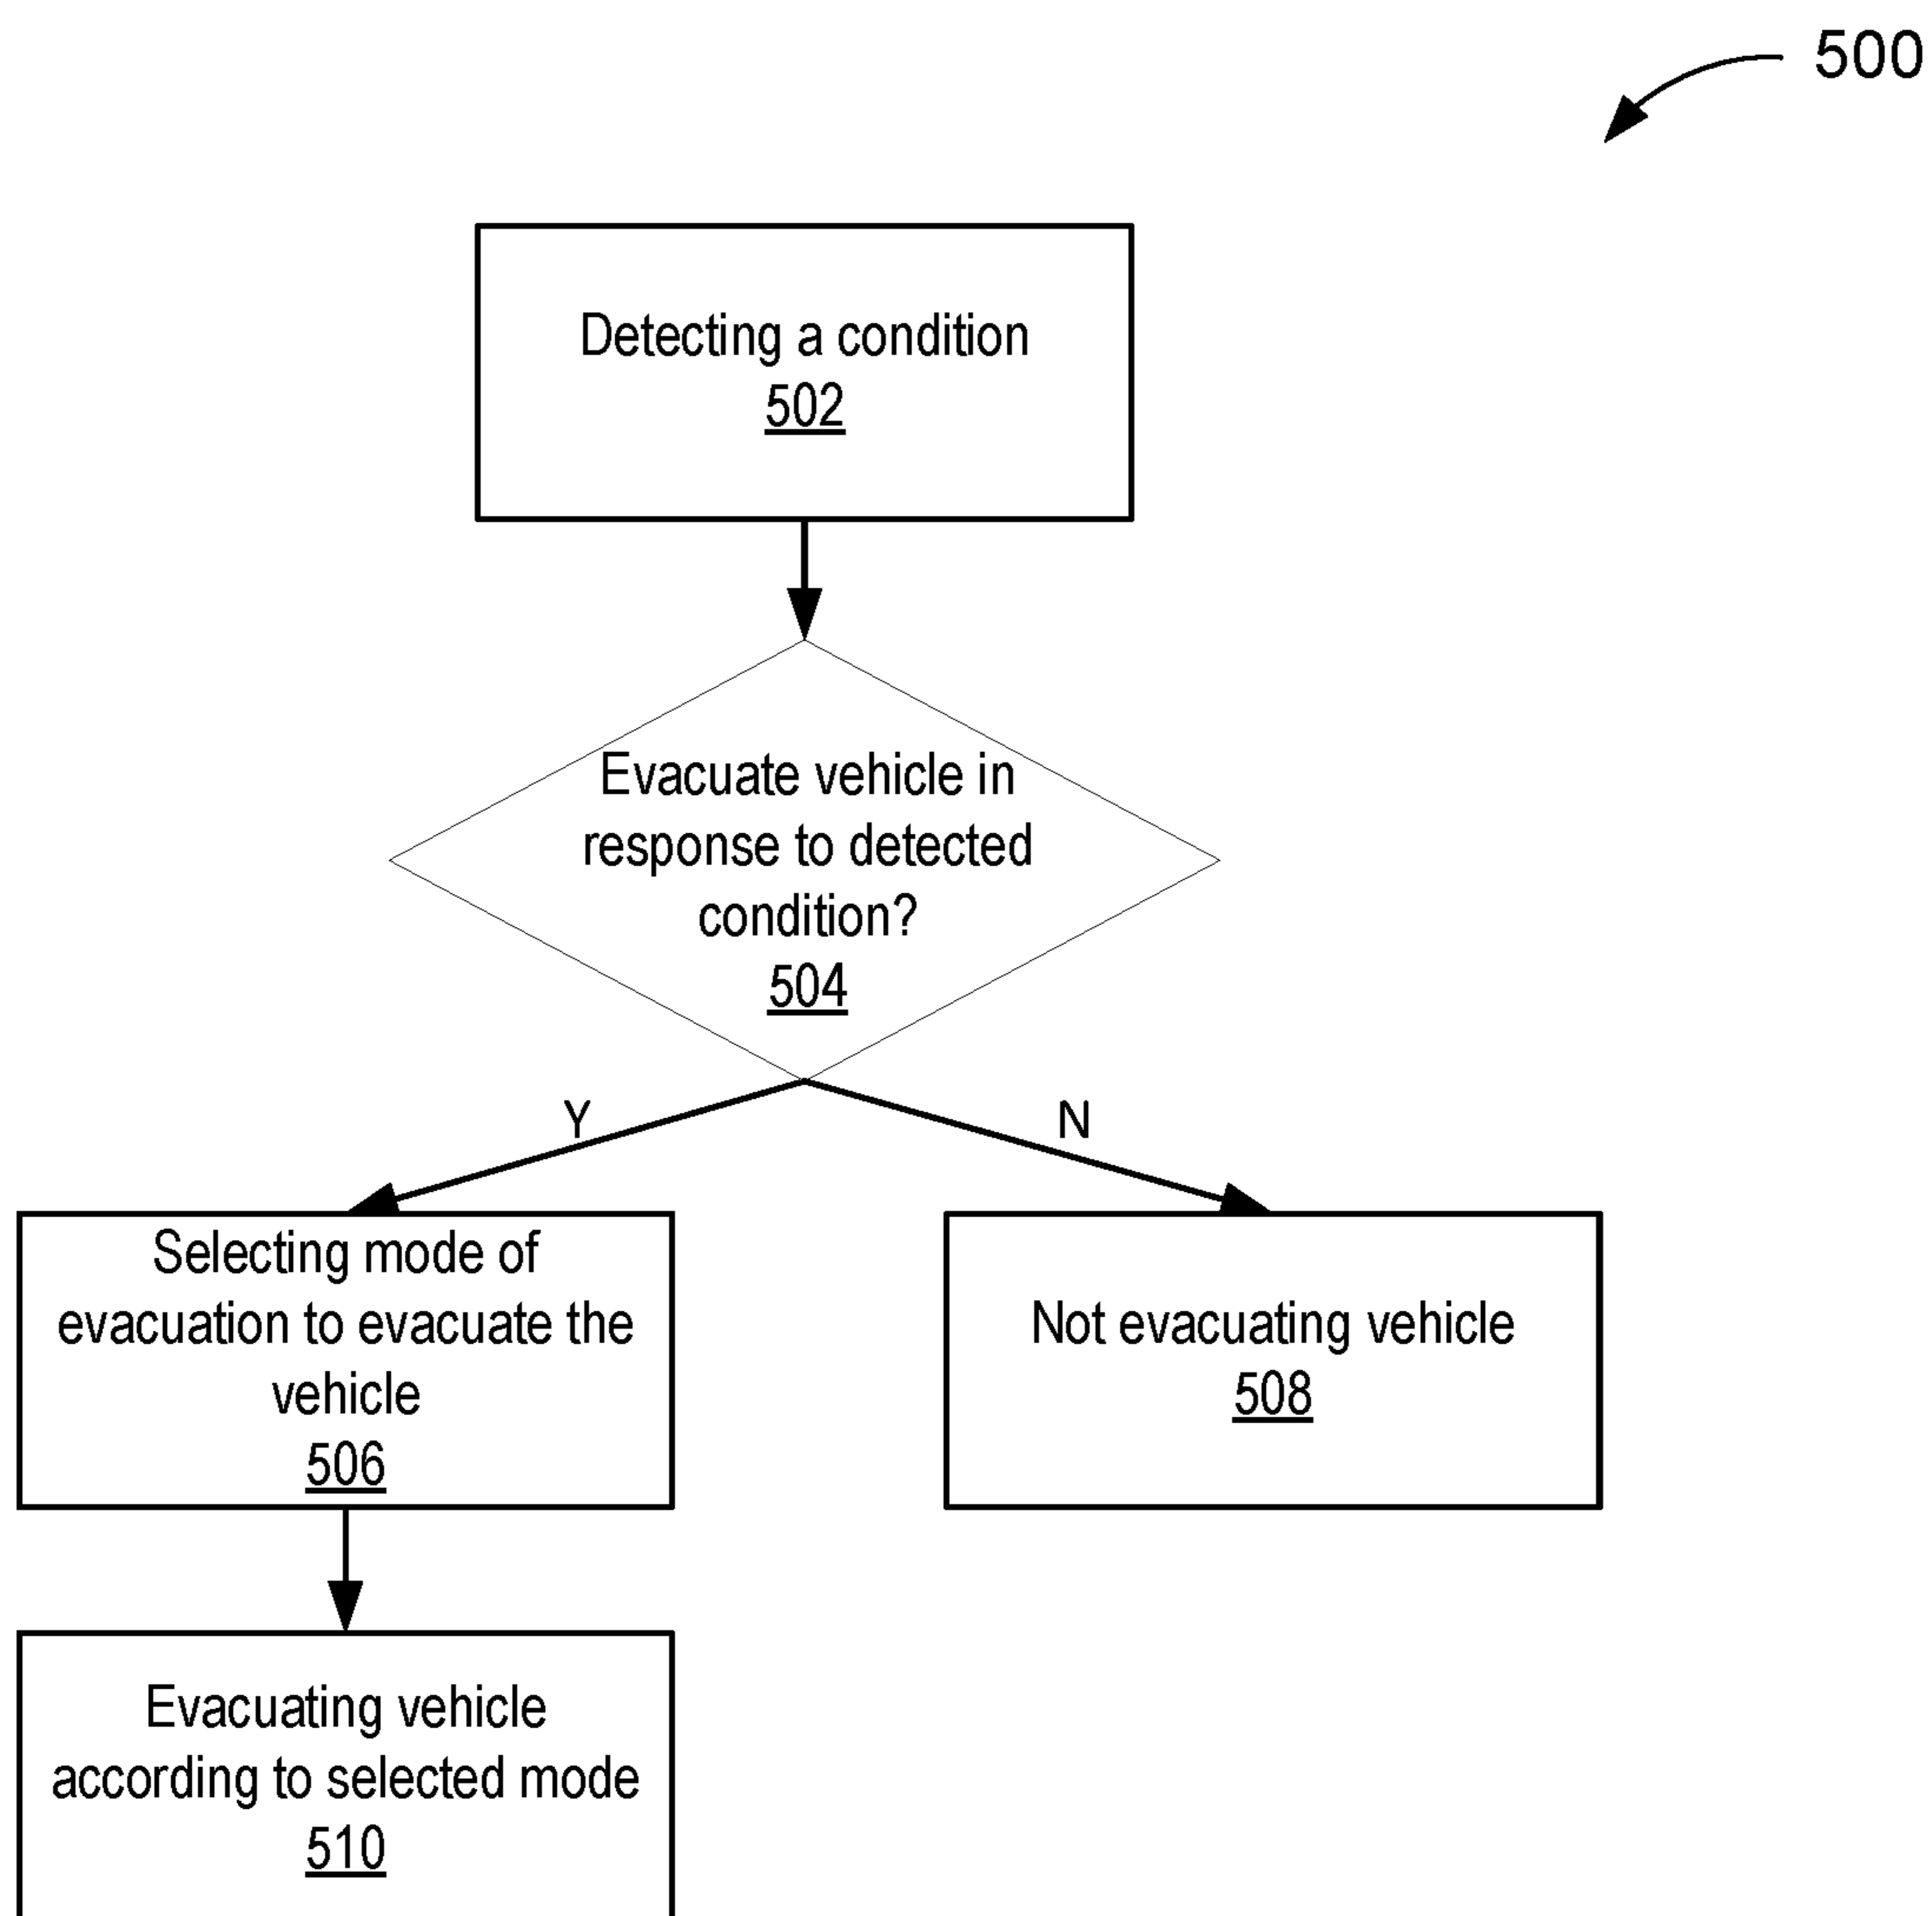 500
Detecting a condition
502
Evacuate vehicle in
response to detected
condition?
504
Y
N
Selecting mode of
evacuation to evacuate the
vehicle
506
Not evacuating vehicle
508
Evacuating vehicle
according to selected mode
510